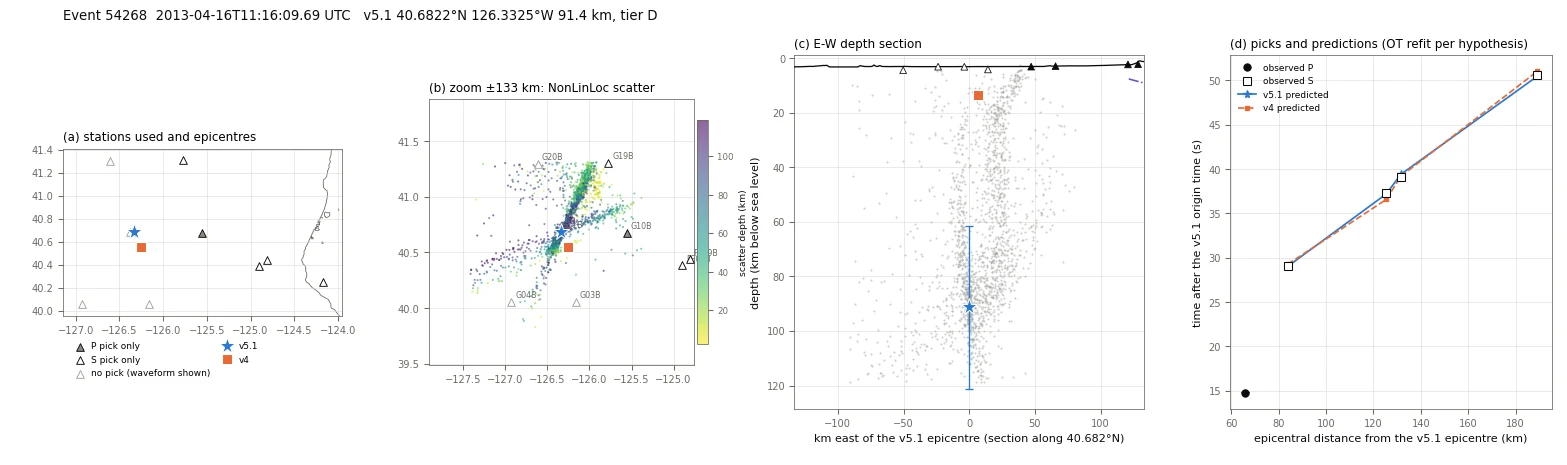 Event 54268  2013-04-16T11:16:09.69 UTC   v5.1 40.6822°N 126.3325°W 91.4 km, tier D
(a) stations used and epicentres
41.4
41.2
41.0
40.8
40.6
40.4
40.2
40.0
−127.0 −126.5 −126.0 −125.5 −125.0 −124.5 −124.0
P pick only
S pick only
no pick (waveform shown)
v5.1
v4
(b) zoom ±133 km: NonLinLoc scatter
41.5
41.0
40.5
40.0
39.5
G20B
G19B
G10B
G04B
G03B
−127.5 −127.0 −126.5 −126.0 −125.5 −125.0
100
80
60
40
20
scatter depth (km)
(c) E-W depth section
0
20
40
60
80
100
120
depth (km below sea level)
−100 −50 0 50 100
km east of the v5.1 epicentre (section along 40.682°N)
(d) picks and predictions (OT refit per hypothesis)
observed P
observed S
v5.1 predicted
v4 predicted
50
45
40
35
30
25
20
15
time after the v5.1 origin time (s)
60 80 100 120 140 160 180
epicentral distance from the v5.1 epicentre (km)